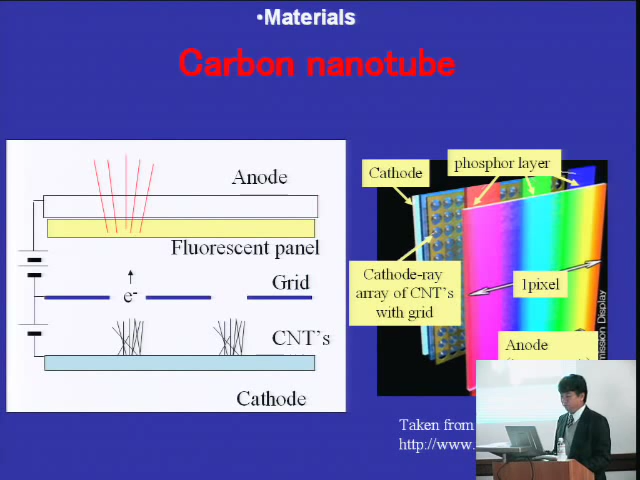 •Materials
Carbon nanotube
Anode
Fluorescent panel
Grid
e-
CNT's
Cathode
Cathode
phosphor layer
Cathode-ray
array of CNT's
with grid
1pixel
Anode
Display
Taken from
http://www.